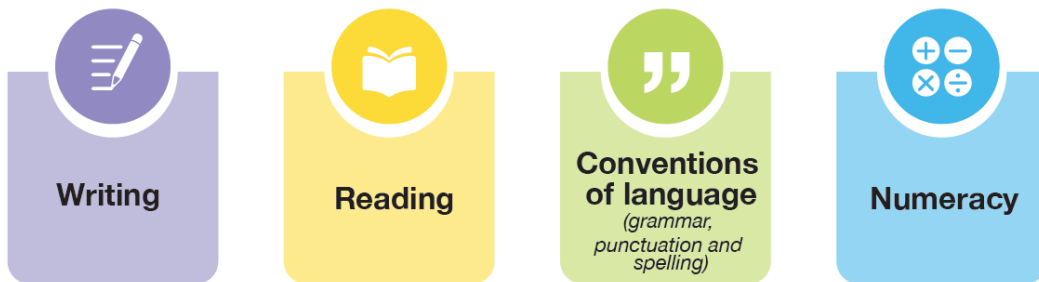 Writing
Reading
Conventions
of language
(grammar,
punctuation and
spelling)
Numeracy